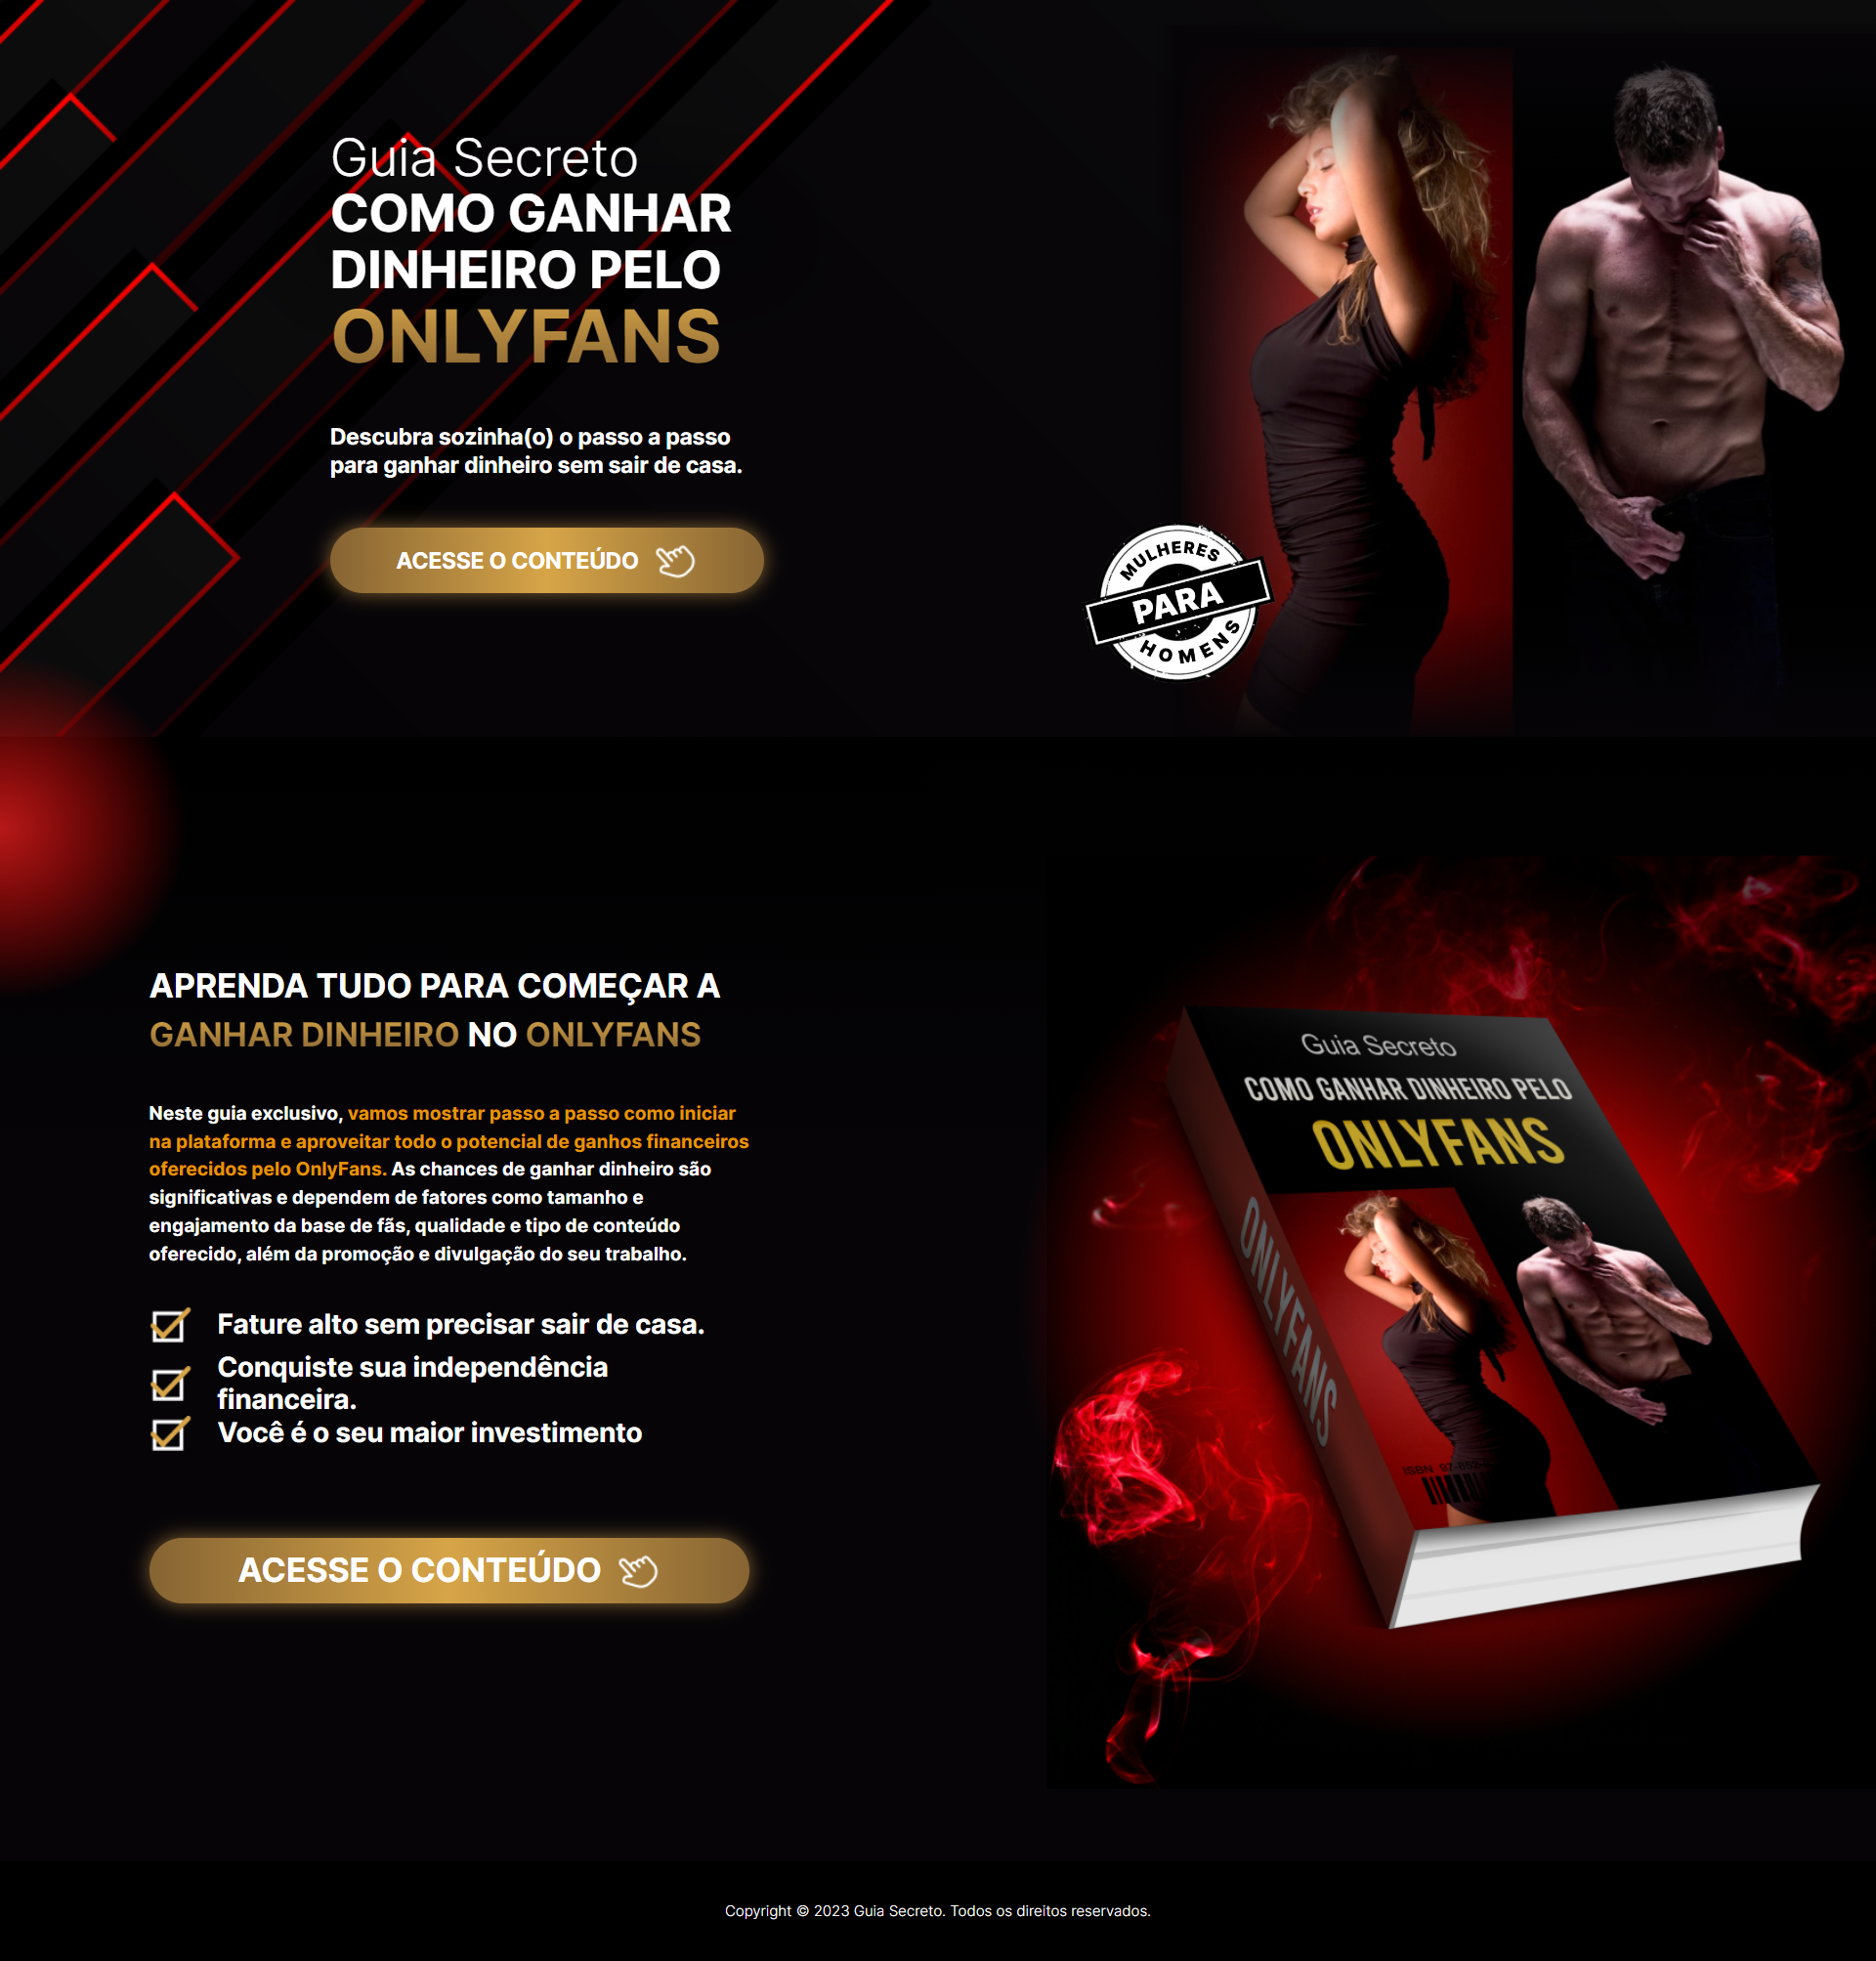 Guia Secreto
COMO GANHAR
DINHEIRO PELO
ONLYFANS
Descubra sozinha(o) o passo a passo
para ganhar dinheiro sem sair de casa.
ACESSE O CONTEÚDO
MULHERES
PARA
HOMENS
APRENDA TUDO PARA COMEÇAR A
GANHAR DINHEIRO NO ONLYFANS
Neste guia exclusivo, vamos mostrar passo a passo como iniciar
na plataforma e aproveitar todo o potencial de ganhos financeiros
oferecidos pelo OnlyFans. As chances de ganhar dinheiro são
significativas e dependem de fatores como tamanho e
engajamento da base de fãs, qualidade e tipo de conteúdo
oferecido, além da promoção e divulgação do seu trabalho.
Fature alto sem precisar sair de casa.
Conquiste sua independência
financeira.
Você é o seu maior investimento
ACESSE O CONTEÚDO
Guia Secreto
COMO GANHAR DINHEIRO PELO
ONLYFANS
ONLYFANS
ISBN
Copyright © 2023 Guia Secreto. Todos os direitos reservados.